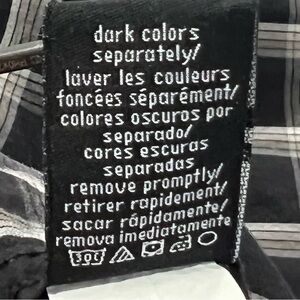 dark colors
separately/
laver les couleurs
foncées séparément/
colores oscuros por
separado/
cores escuras
separadas
remove promptly/
retirer rapidement/
sacar rápidamente/
remova imediatamente